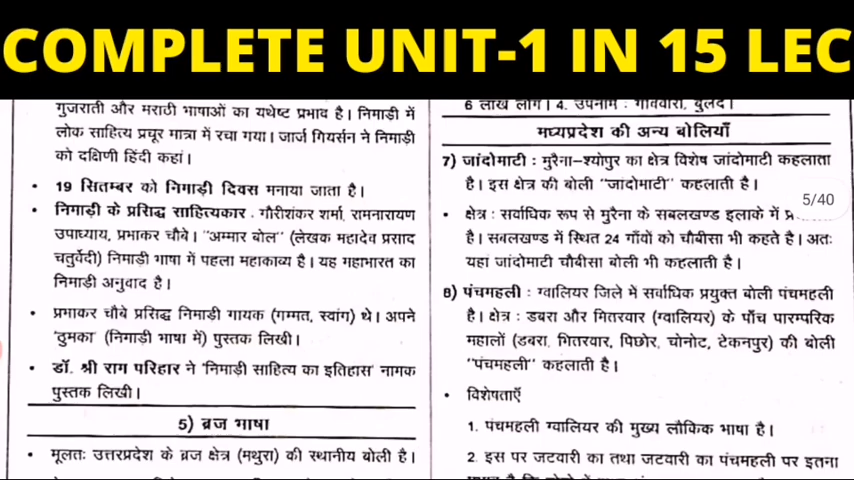 COMPLETE UNIT-1 IN 15 LEC
गुजराती और मराठी भाषाओं का यथेष्ट प्रभाद है। निमाड़ी में
लोक साहित्य प्रचूर मात्रा में रचा गया। जार्ज गियर्सन ने निमाड़ी
को दक्षिणी हिंदी कहां।
• 19 सितम्बर को निमाड़ी दिवस मनाया जाता है।
• निमाड़ी के प्रसिद्ध साहित्यकार : गौरीशंकर शर्मा, रामनारायण
उपाध्याय, प्रभाकर चौबे। "अम्मार बोल" (लेखक महादेव प्रसाद
चतुर्वेदी) निमाड़ी भाषा में पहला महाकाव्य है। यह महाभारत का
निमाड़ी अनुवाद है।
• प्रभाकर चौबे प्रसिद्ध निमाड़ी गायक (गम्मत, स्वांग) थे। अपने
'ठुमका' (निमाड़ी भाषा में) पुस्तक लिखी।
• डॉ. श्री राम परिहार ने 'निमाड़ी साहित्य का इतिहास' नामक
पुस्तक लिखी।
5) ब्रज भाषा
• मूलतः उत्तरप्रदेश के ब्रज क्षेत्र (मथुरा) की स्थानीय बोली है।
6 लाख लोग। 4. उपनाम :
मध्यप्रदेश की अन्य बोलियाँ
7) जांदोमाटी : मुरैना-श्योपुर का क्षेत्र विशेष जांदोमाटी कहलाता
है। इस क्षेत्र की बोली "जांदोमाटी" कहलाती है।
5/40
• क्षेत्र : सर्वाधिक रूप से मुरैना के सबलखण्ड इलाके में
है। सबलखण्ड में स्थित 24 गाँवों को चौबीसा भी कहते है। अतः
यहां जांदोमाटी चौबीसा बोली भी कहलाती है।
8) पंचमहली : ग्वालियर जिले में सर्वाधिक प्रयुक्त बोली पंचमहली
है। क्षेत्र : डबरा और मितरवार (ग्वालियर) के पाँच पारम्परिक
महालों (डबरा, भितरवार, पिछोर, चोनोट, टेकनपुर) की बोली
"पंचमहली" कहलाती है।
• विशेषताएँ
1. पंचमहली ग्वालियर की मुख्य लौकिक भाषा है।
2. इस पर जटवारी का तथा जटवारी का पंचमहली पर इतना